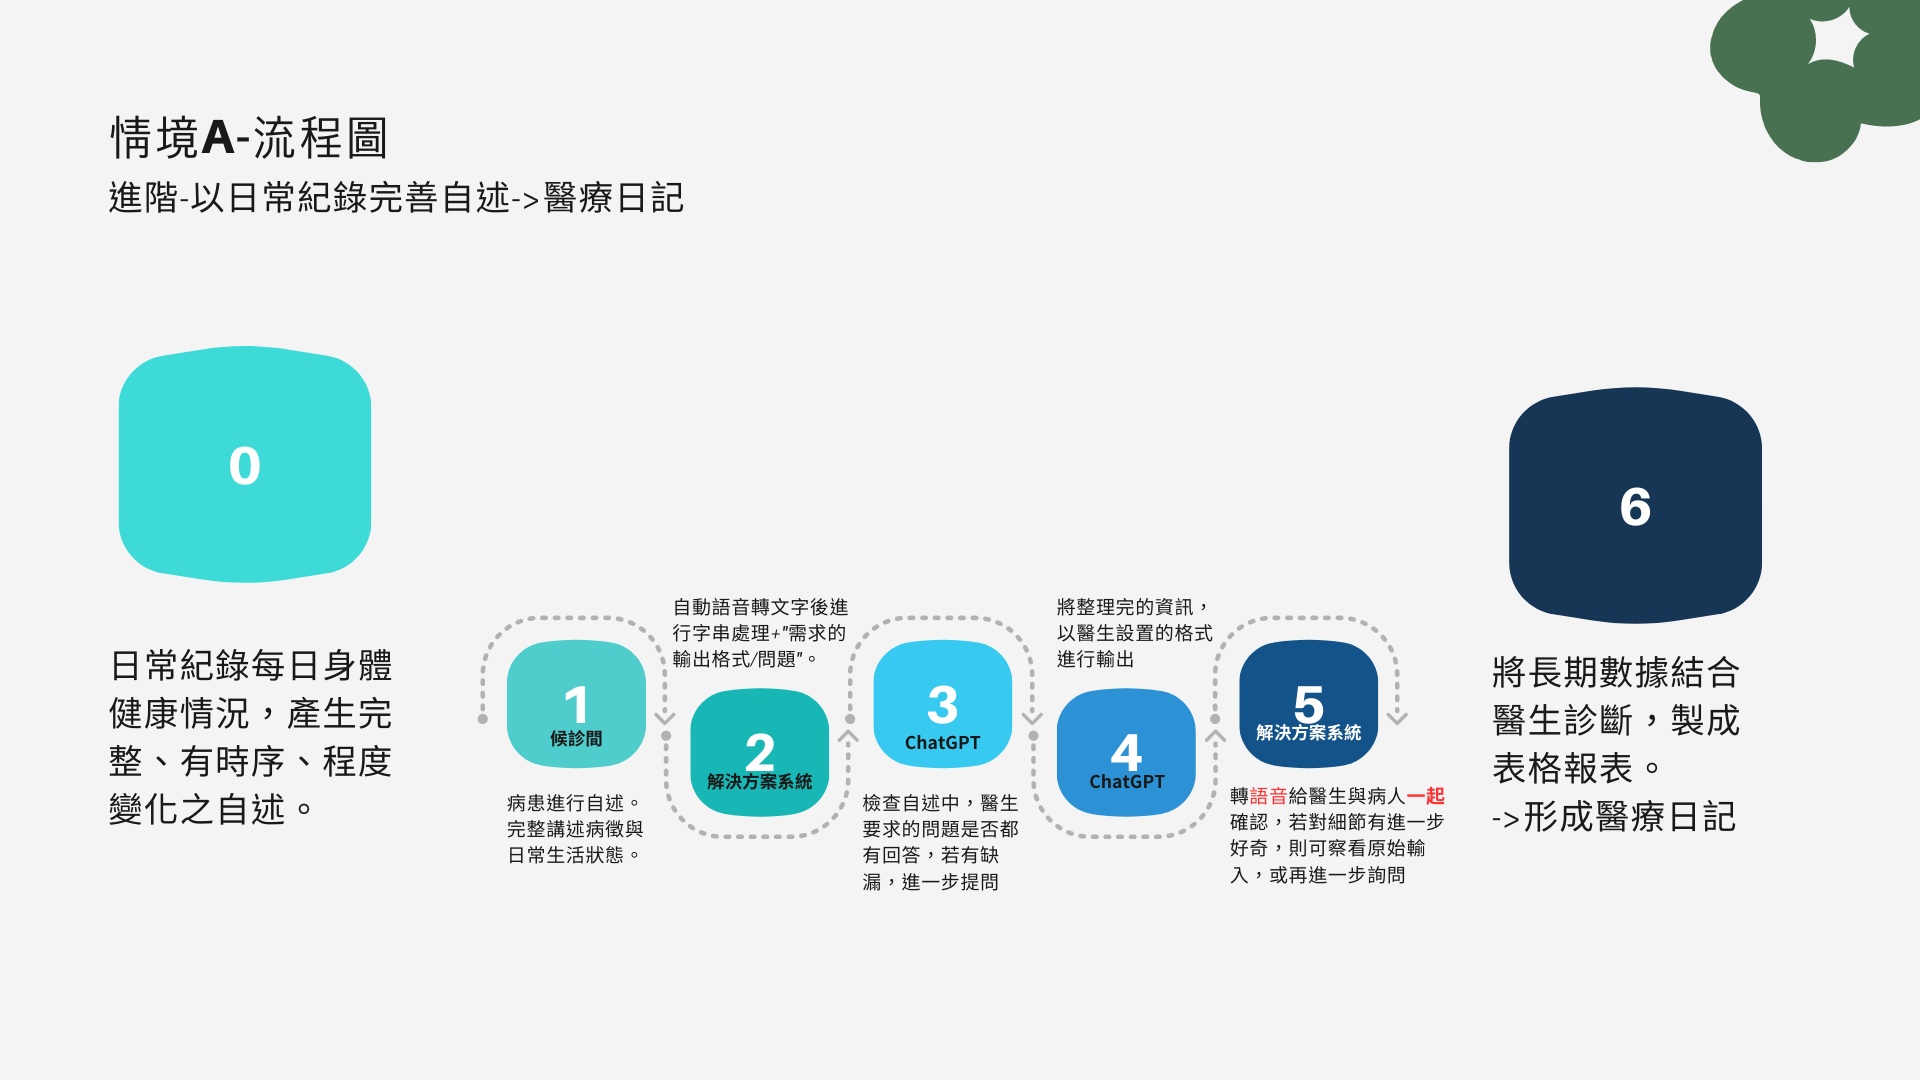 情境A-流程圖
進階-以日常紀錄完善自述->醫療日記
0
日常紀錄每日身體
健康情況，產生完
整、有時序、程度
變化之自述。
1
候診間
病患進行自述。
完整講述病徵與
日常生活狀態。
自動語音轉文字後進
行字串處理+"需求的
輸出格式/問題"。
2
解決方案系統
3
ChatGPT
檢查自述中，醫生
要求的問題是否都
有回答，若有缺
漏，進一步提問
將整理完的資訊，
以醫生設置的格式
進行輸出
4
ChatGPT
5
解決方案系統
轉語音給醫生與病人一起
確認，若對細節有進一步
好奇，則可察看原始輸
入，或再進一步詢問
6
將長期數據結合
醫生診斷，製成
表格報表。
->形成醫療日記